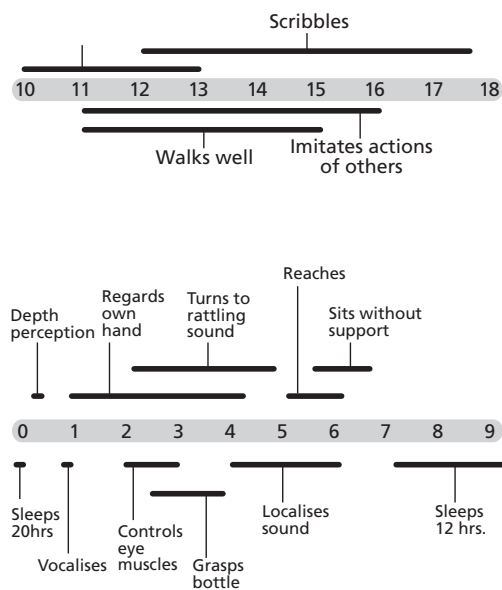 Scribbles
10 11 12 13 14 15 16 17 18
Walks well
Imitates actions
of others
Depth
perception
Regards
own
hand
Turns to
rattling
sound
Reaches
Sits without
support
0 1 2 3 4 5 6 7 8 9
Sleeps
20hrs
Vocalises
Controls
eye
muscles
Grasps
bottle
Localises
sound
Sleeps
12 hrs.